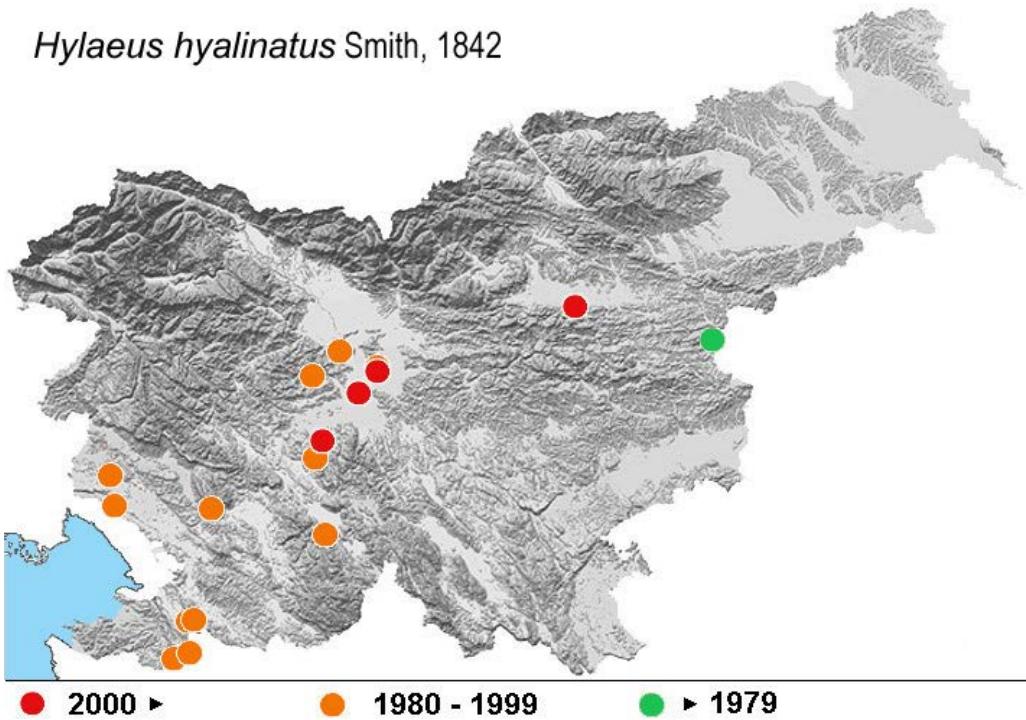 Hylaeus hyalinatus Smith, 1842
2000 ► 1980 - 1999 ► 1979